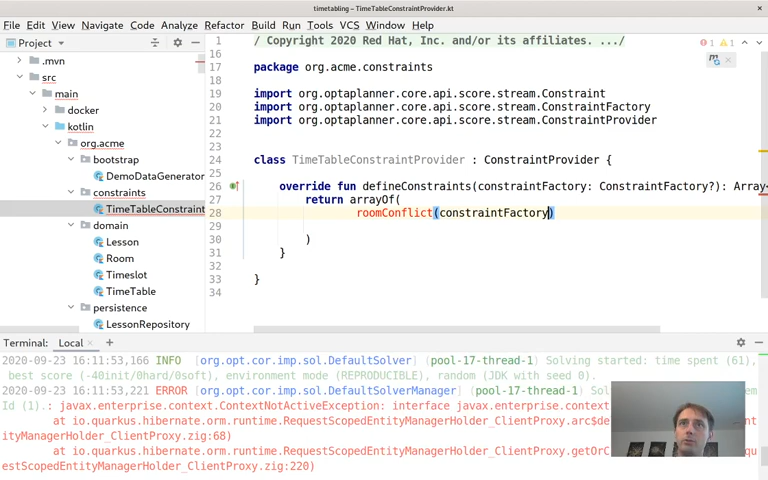 timetabling – TimeTableConstraintProvider.kt
File Edit View Navigate Code Analyze Refactor Build Run Tools VCS Window Help
Project
.mvn
src
main
docker
kotlin
org.acme
bootstrap
DemoDataGenerator
constraints
TimeTableConstraint
domain
Lesson
Room
Timeslot
TimeTable
persistence
LessonRepository
1 / Copyright 2020 Red Hat, Inc. and/or its affiliates. .../
16
17 package org.acme.constraints
18
19 import org.optaplanner.core.api.score.stream.Constraint
20 import org.optaplanner.core.api.score.stream.ConstraintFactory
21 import org.optaplanner.core.api.score.stream.ConstraintProvider
22
23
24 class TimeTableConstraintProvider : ConstraintProvider {
25
26 override fun defineConstraints(constraintFactory: ConstraintFactory?): Array<
27 return arrayOf(
28 roomConflict(constraintFactory)
29
30 )
31 }
32
33 }
34
1 1
Terminal: Local +
2020-09-23 16:11:53,166 INFO [org.opt.cor.imp.sol.DefaultSolver] (pool-17-thread-1) Solving started: time spent (61),
best score (-40init/0hard/0soft), environment mode (REPRODUCIBLE), random (JDK with seed 0).
2020-09-23 16:11:53,221 ERROR [org.opt.cor.imp.sol.DefaultSolverManager] (pool-17-thread-1) Sol
Id (1).: javax.enterprise.context.ContextNotActiveException: interface javax.enterprise.context
at io.quarkus.hibernate.orm.runtime.RequestScopedEntityManagerHolder_ClientProxy.arc$de
ityManagerHolder_ClientProxy.zig:68)
at io.quarkus.hibernate.orm.runtime.RequestScopedEntityManagerHolder_ClientProxy.getOrC
uestScopedEntityManagerHolder_ClientProxy.zig:220)